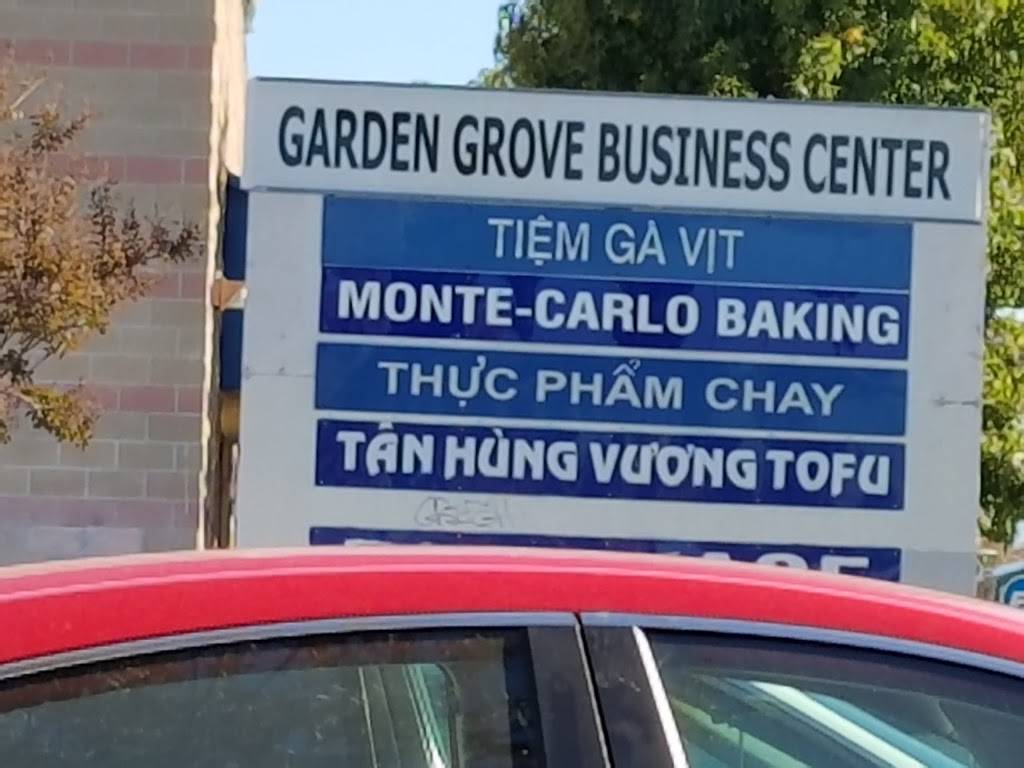 GARDEN GROVE BUSINESS CENTER
TIỆM GÀ VỊT
MONTE-CARLO BAKING
THỰC PHẨM CHAY
TÂN HÙNG VƯƠNG TOFU